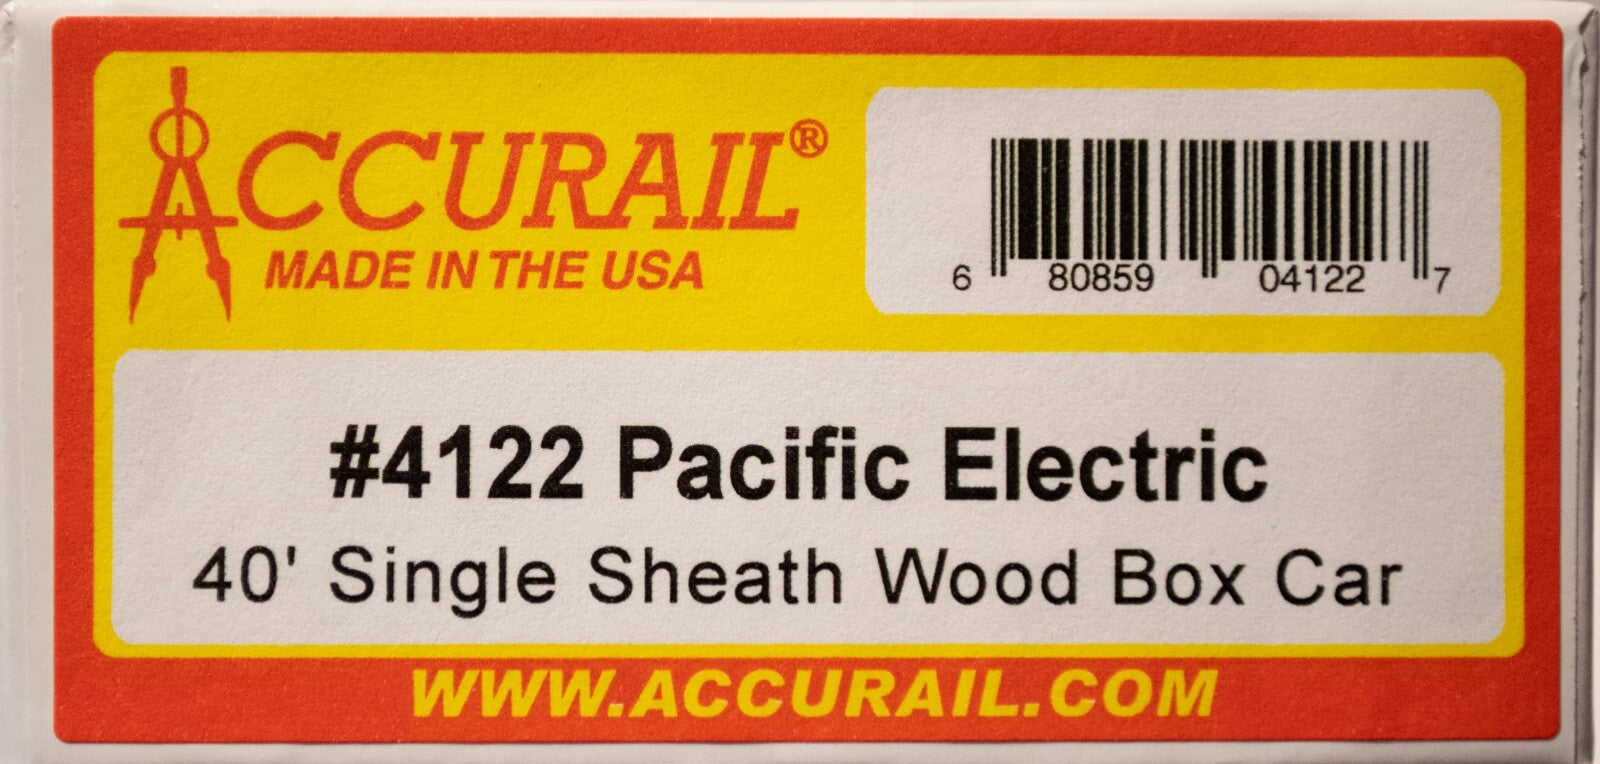 ACCURAIL®
MADE IN THE USA
6 80859 04122 7
#4122 Pacific Electric
40' Single Sheath Wood Box Car
WWW.ACCURAIL.COM